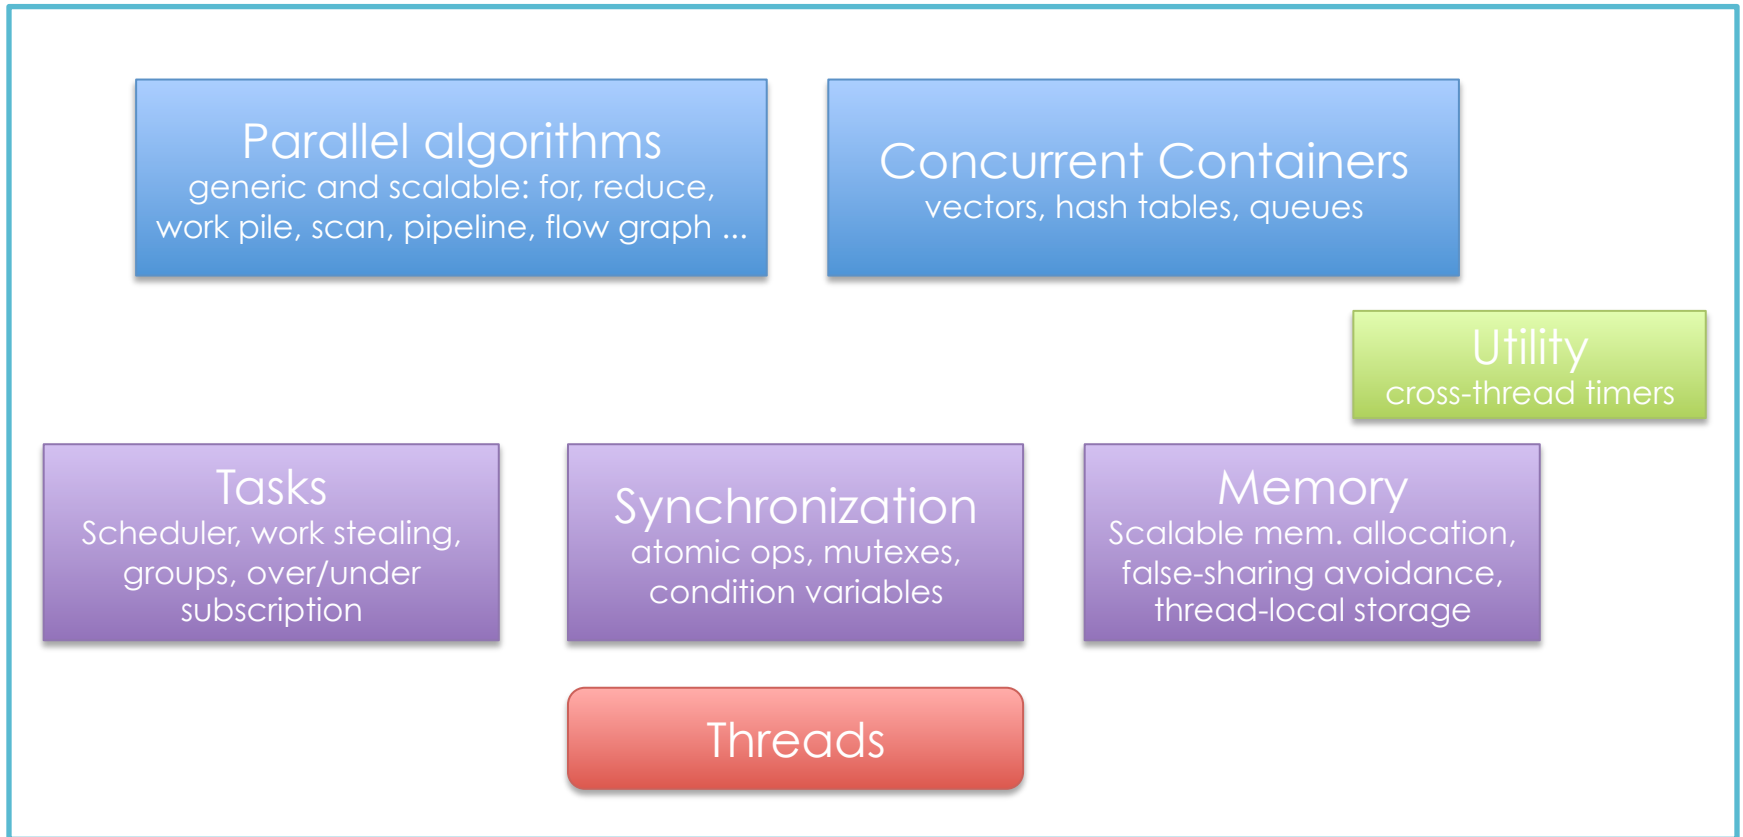 Parallel algorithms
generic and scalable: for, reduce,
work pile, scan, pipeline, flow graph ...
Concurrent Containers
vectors, hash tables, queues
Utility
cross-thread timers
Tasks
Scheduler, work stealing,
groups, over/under
subscription
Synchronization
atomic ops, mutexes,
condition variables
Memory
Scalable mem. allocation,
false-sharing avoidance,
thread-local storage
Threads